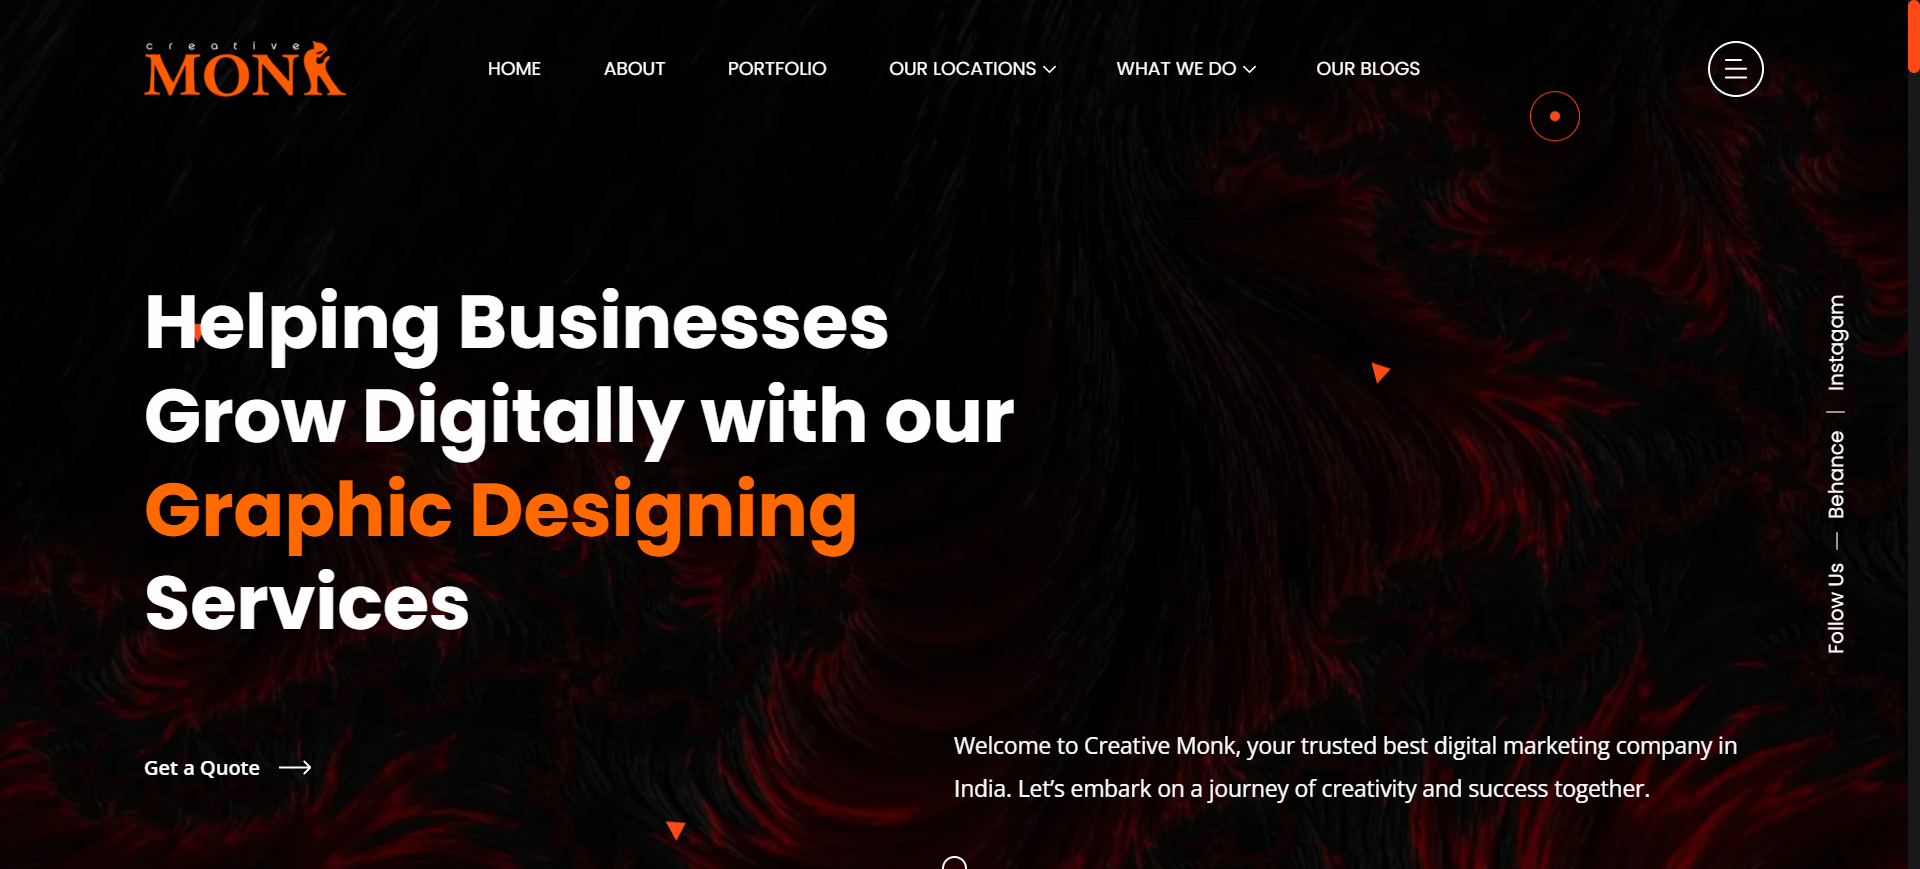 creative
MONK
HOME
ABOUT
PORTFOLIO
OUR LOCATIONS
WHAT WE DO
OUR BLOGS
Helping Businesses
Grow Digitally with our
Graphic Designing
Services
Get a Quote
Welcome to Creative Monk, your trusted best digital marketing company in
India. Let’s embark on a journey of creativity and success together.
Follow Us — Behance | Instagam